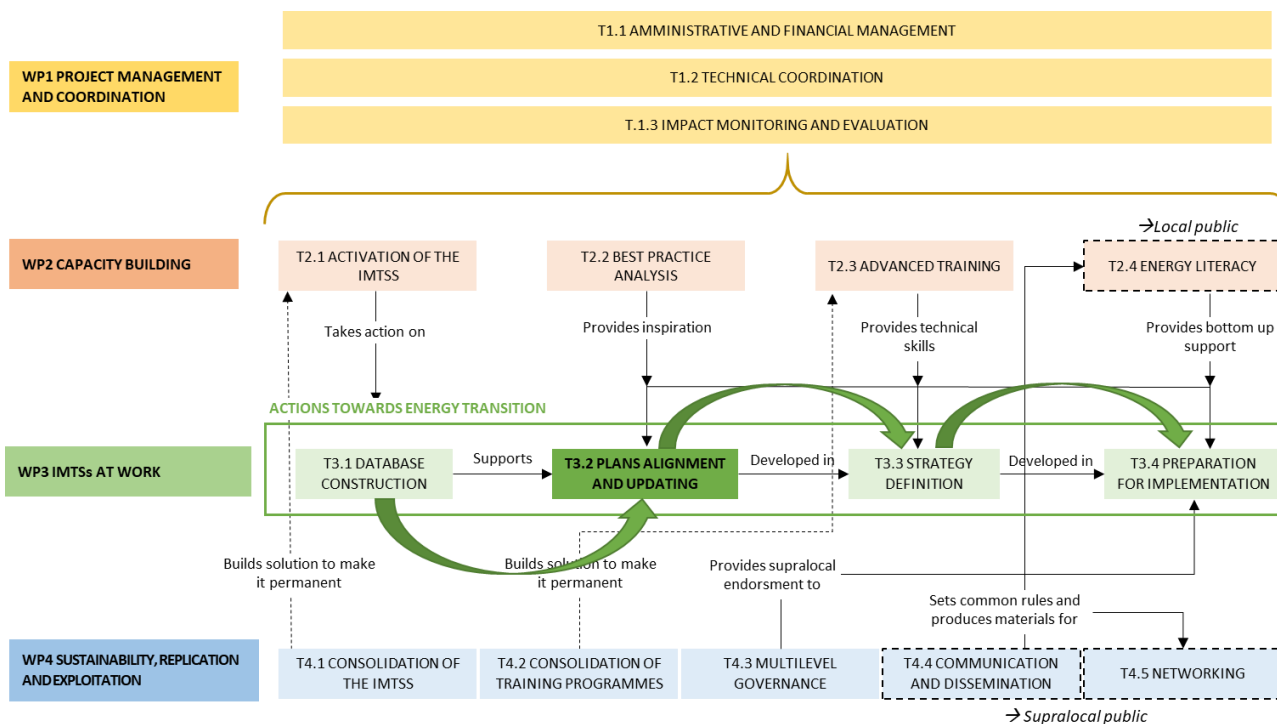 T1.1 AMMINISTRATIVE AND FINANCIAL MANAGEMENT
WP1 PROJECT MANAGEMENT
AND COORDINATION
T1.2 TECHNICAL COORDINATION
T.1.3 IMPACT MONITORING AND EVALUATION
→Local public
WP2 CAPACITY BUILDING
T2.1 ACTIVATION OF THE
IMTSS
T2.2 BEST PRACTICE
ANALYSIS
T2.3 ADVANCED TRAINING
T2.4 ENERGY LITERACY
Takes action on
Provides inspiration
Provides technical
skills
Provides bottom up
support
ACTIONS TOWARDS ENERGY TRANSITION
WP3 IMTSs AT WORK
T3.1 DATABASE
CONSTRUCTION
Supports
T3.2 PLANS ALIGNMENT
AND UPDATING
Developed in
T3.3 STRATEGY
DEFINITION
Developed in
T3.4 PREPARATION
FOR IMPLEMENTATION
Builds solution to make
it permanent
Builds solution to make
it permanent
Provides supralocal
endorsment to
Sets common rules and
produces materials for
WP4 SUSTAINABILITY, REPLICATION
AND EXPLOITATION
T4.1 CONSOLIDATION OF
THE IMTSS
T4.2 CONSOLIDATION OF
TRAINING PROGRAMMES
T4.3 MULTILEVEL
GOVERNANCE
T4.4 COMMUNICATION
AND DISSEMINATION
T4.5 NETWORKING
→ Supralocal public